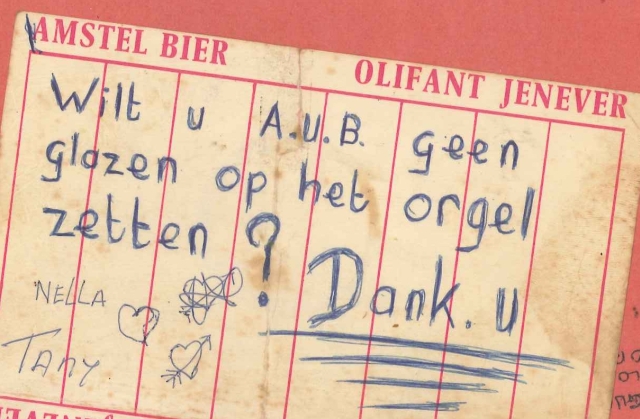 AMSTEL BIER OLIFANT JENEVER
Wilt u A.U.B. geen
glazen op het orgel
zetten ?
Dank. u
NELLA
TANY